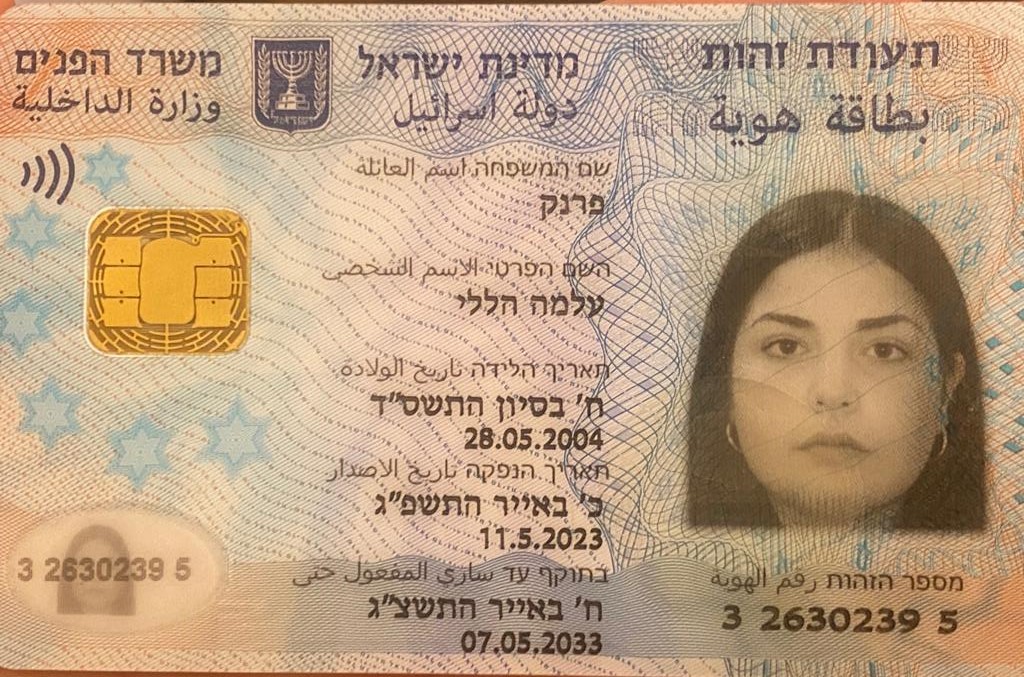 תעודת זהות
بطاقة هوية
מדינת ישראל
دولة اسرائيل
משרד הפנים
وزارة الداخلية
שם המשפחה اسم العائلة
פרנק
השם הפרטי الاسم الشخصي
עלמה הללי
תאריך הלידה تاريخ الولادة
ח' בסיון התשס"ד
28.05.2004
תאריך הנפקה تاريخ الاصدار
כ' באייר התשפ"ג
11.5.2023
בתוקף עד ساري المفعول حتى
ח' באייר התשצ"ג
07.05.2033
מספר הזהות رقم الهوية
3 2630239 5
3 2630239 5